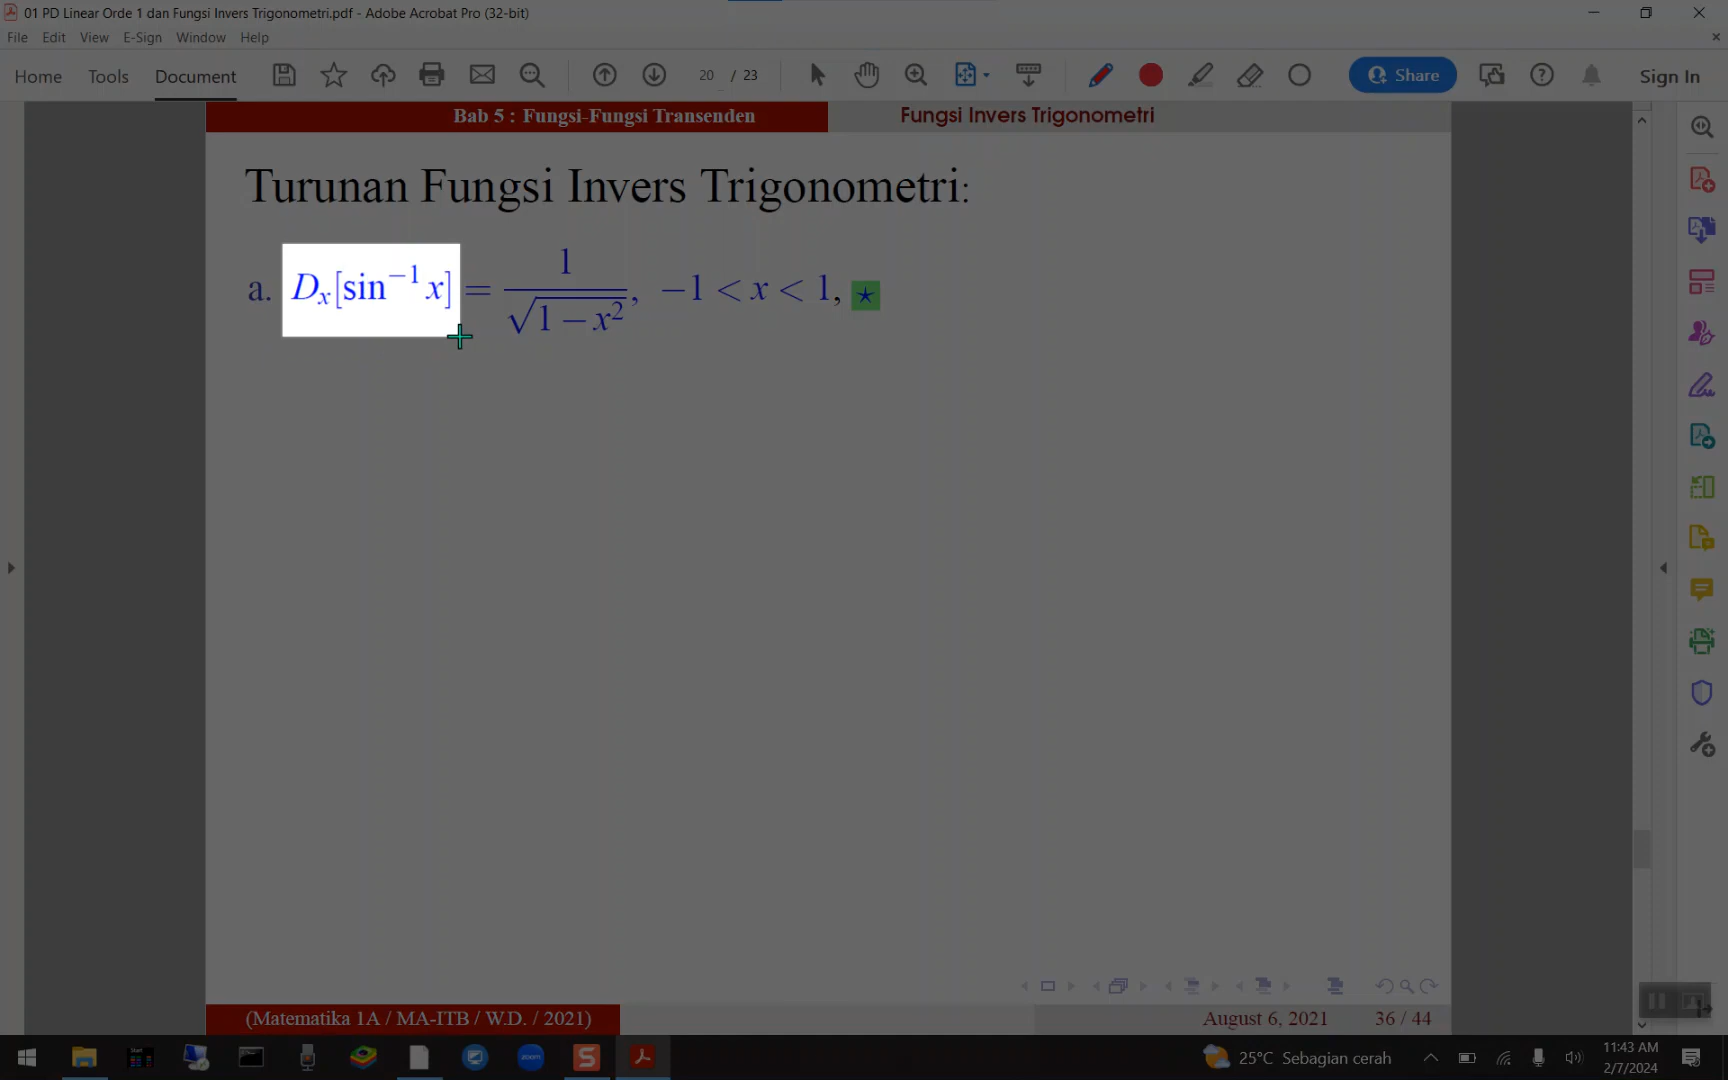 01 PD Linear Orde 1 dan Fungsi Invers Trigonometri.pdf - Adobe Acrobat Pro (32-bit)
File Edit View E-Sign Window Help
Home Tools Document 20 / 23 Share Sign In
Bab 5 : Fungsi-Fungsi Transenden Fungsi Invers Trigonometri
Turunan Fungsi Invers Trigonometri:
a. Dₓ[sin⁻¹ x] = 1/√(1 − x²), −1 < x < 1, ⋆
(Matematika 1A / MA-ITB / W.D. / 2021) August 6, 2021 36 / 44
25°C Sebagian cerah 11:43 AM
2/7/2024